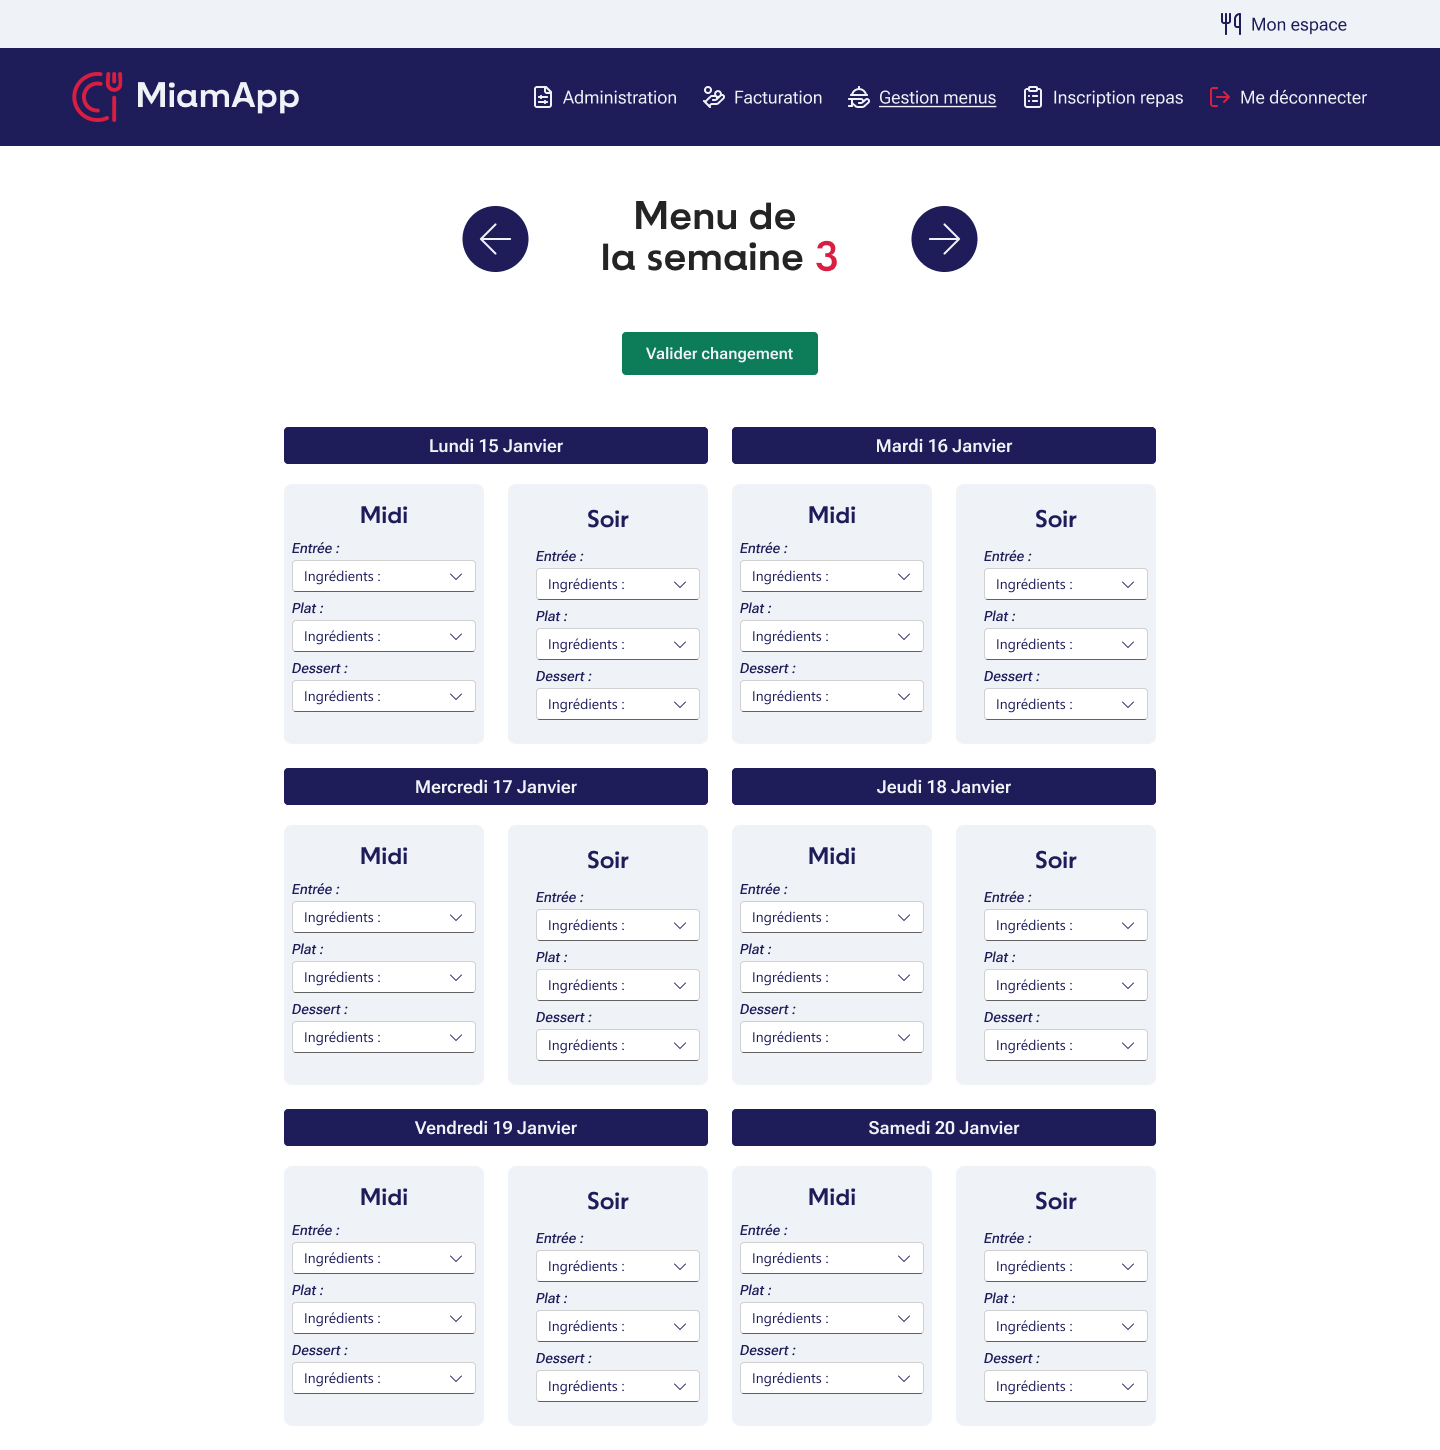 Mon espace
MiamApp
Administration
Facturation
Gestion menus
Inscription repas
Me déconnecter
Menu de
la semaine 3
Valider changement
Lundi 15 Janvier
Midi
Entrée :
Ingrédients :
Plat :
Ingrédients :
Dessert :
Ingrédients :
Soir
Entrée :
Ingrédients :
Plat :
Ingrédients :
Dessert :
Ingrédients :
Mardi 16 Janvier
Midi
Entrée :
Ingrédients :
Plat :
Ingrédients :
Dessert :
Ingrédients :
Soir
Entrée :
Ingrédients :
Plat :
Ingrédients :
Dessert :
Ingrédients :
Mercredi 17 Janvier
Midi
Entrée :
Ingrédients :
Plat :
Ingrédients :
Dessert :
Ingrédients :
Soir
Entrée :
Ingrédients :
Plat :
Ingrédients :
Dessert :
Ingrédients :
Jeudi 18 Janvier
Midi
Entrée :
Ingrédients :
Plat :
Ingrédients :
Dessert :
Ingrédients :
Soir
Entrée :
Ingrédients :
Plat :
Ingrédients :
Dessert :
Ingrédients :
Vendredi 19 Janvier
Midi
Entrée :
Ingrédients :
Plat :
Ingrédients :
Dessert :
Ingrédients :
Soir
Entrée :
Ingrédients :
Plat :
Ingrédients :
Dessert :
Ingrédients :
Samedi 20 Janvier
Midi
Entrée :
Ingrédients :
Plat :
Ingrédients :
Dessert :
Ingrédients :
Soir
Entrée :
Ingrédients :
Plat :
Ingrédients :
Dessert :
Ingrédients :